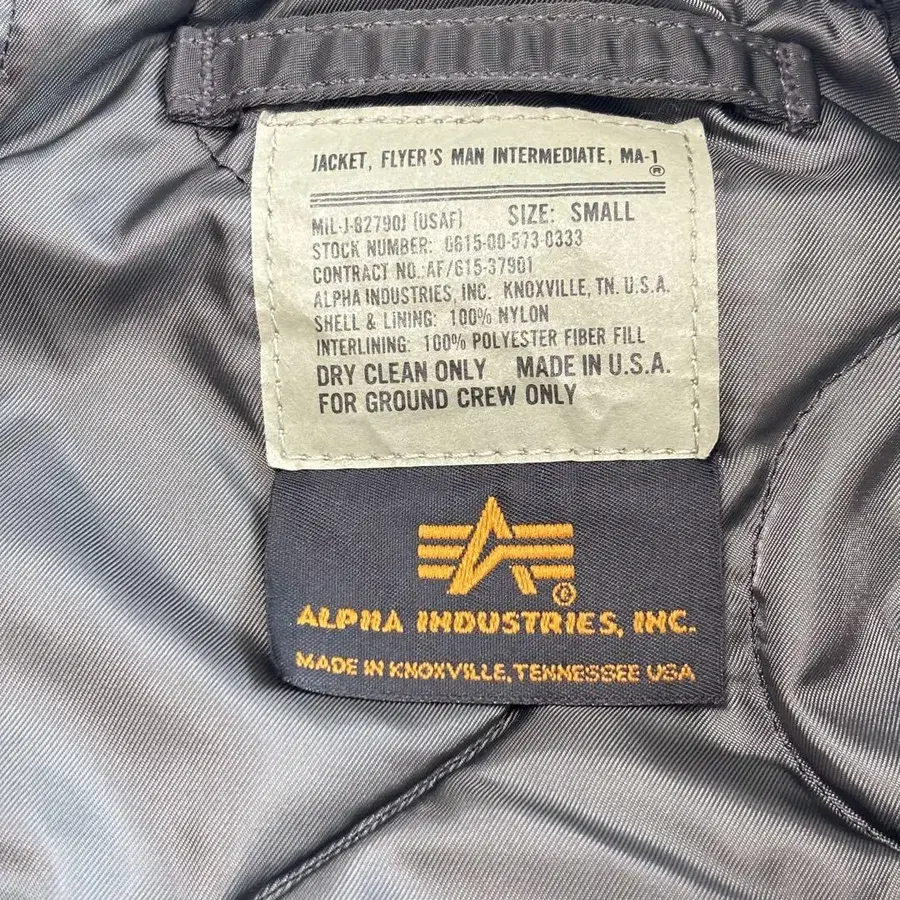 JACKET, FLYER'S MAN INTERMEDIATE, MA-1
®
MIL-J-82790J (USAF) SIZE: SMALL
STOCK NUMBER: 0615-00-573-0333
CONTRACT NO.:AF/615-37901
ALPHA INDUSTRIES, INC. KNOXVILLE, TN. U.S.A.
SHELL & LINING: 100% NYLON
INTERLINING: 100% POLYESTER FIBER FILL
DRY CLEAN ONLY MADE IN U.S.A.
FOR GROUND CREW ONLY
®
ALPHA INDUSTRIES, INC.
MADE IN KNOXVILLE, TENNESSEE USA